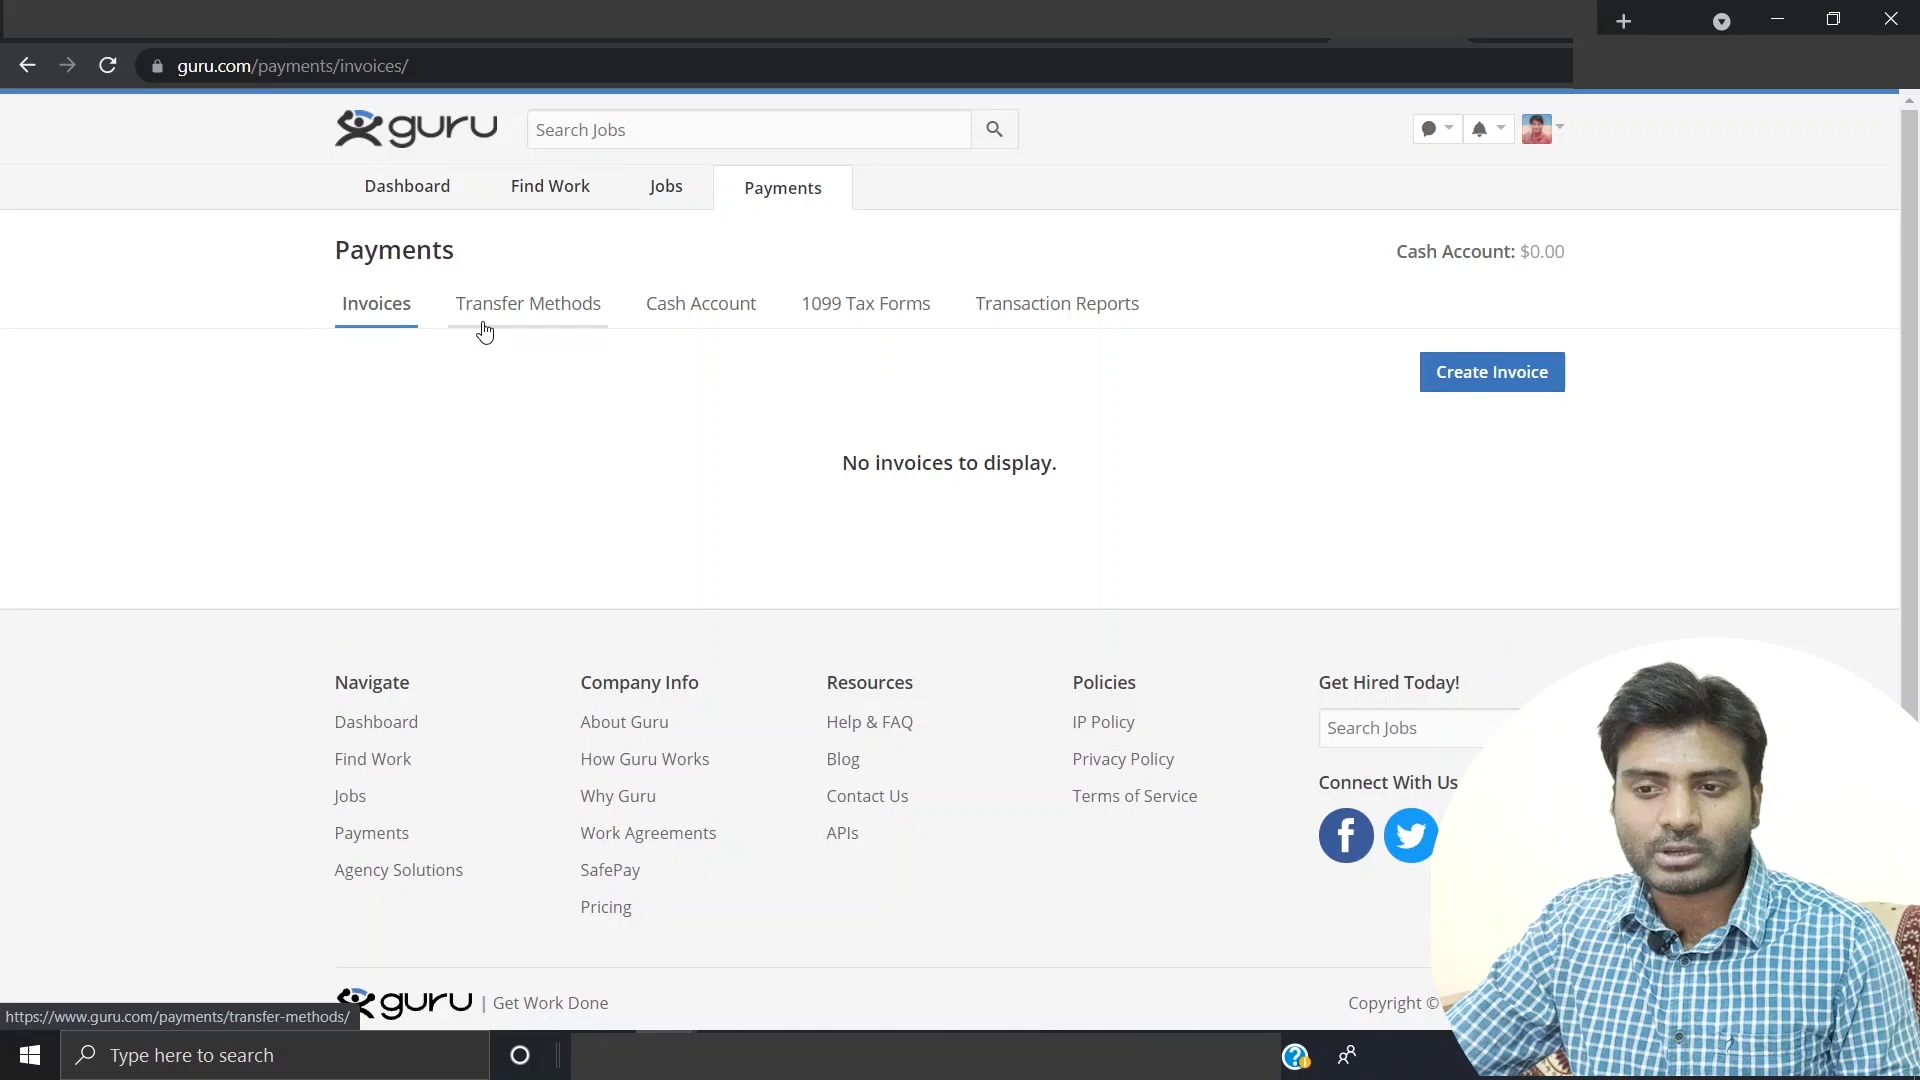 guru.com/payments/invoices/
guru
Search Jobs
Dashboard Find Work Jobs Payments
Payments
Cash Account: $0.00
Invoices Transfer Methods Cash Account 1099 Tax Forms Transaction Reports
Create Invoice
No invoices to display.
Navigate
Dashboard
Find Work
Jobs
Payments
Agency Solutions
Company Info
About Guru
How Guru Works
Why Guru
Work Agreements
SafePay
Pricing
Resources
Help & FAQ
Blog
Contact Us
APIs
Policies
IP Policy
Privacy Policy
Terms of Service
Get Hired Today!
Search Jobs
Connect With Us
guru | Get Work Done
Copyright ©
https://www.guru.com/payments/transfer-methods/
Type here to search